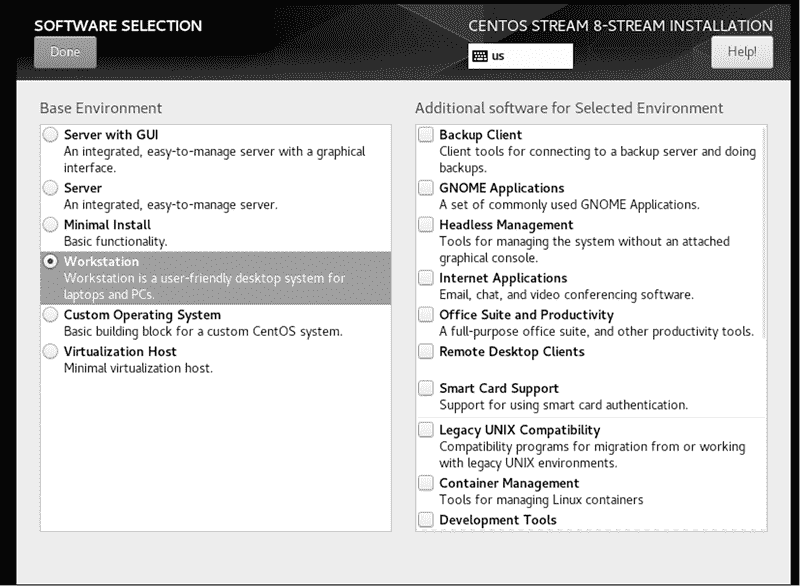 SOFTWARE SELECTION
CENTOS STREAM 8-STREAM INSTALLATION
Done
us
Help!
Base Environment
Server with GUI
An integrated, easy-to-manage server with a graphical
interface.
Server
An integrated, easy-to-manage server.
Minimal Install
Basic functionality.
Workstation
Workstation is a user-friendly desktop system for
laptops and PCs.
Custom Operating System
Basic building block for a custom CentOS system.
Virtualization Host
Minimal virtualization host.
Additional software for Selected Environment
Backup Client
Client tools for connecting to a backup server and doing
backups.
GNOME Applications
A set of commonly used GNOME Applications.
Headless Management
Tools for managing the system without an attached
graphical console.
Internet Applications
Email, chat, and video conferencing software.
Office Suite and Productivity
A full-purpose office suite, and other productivity tools.
Remote Desktop Clients
Smart Card Support
Support for using smart card authentication.
Legacy UNIX Compatibility
Compatibility programs for migration from or working
with legacy UNIX environments.
Container Management
Tools for managing Linux containers
Development Tools